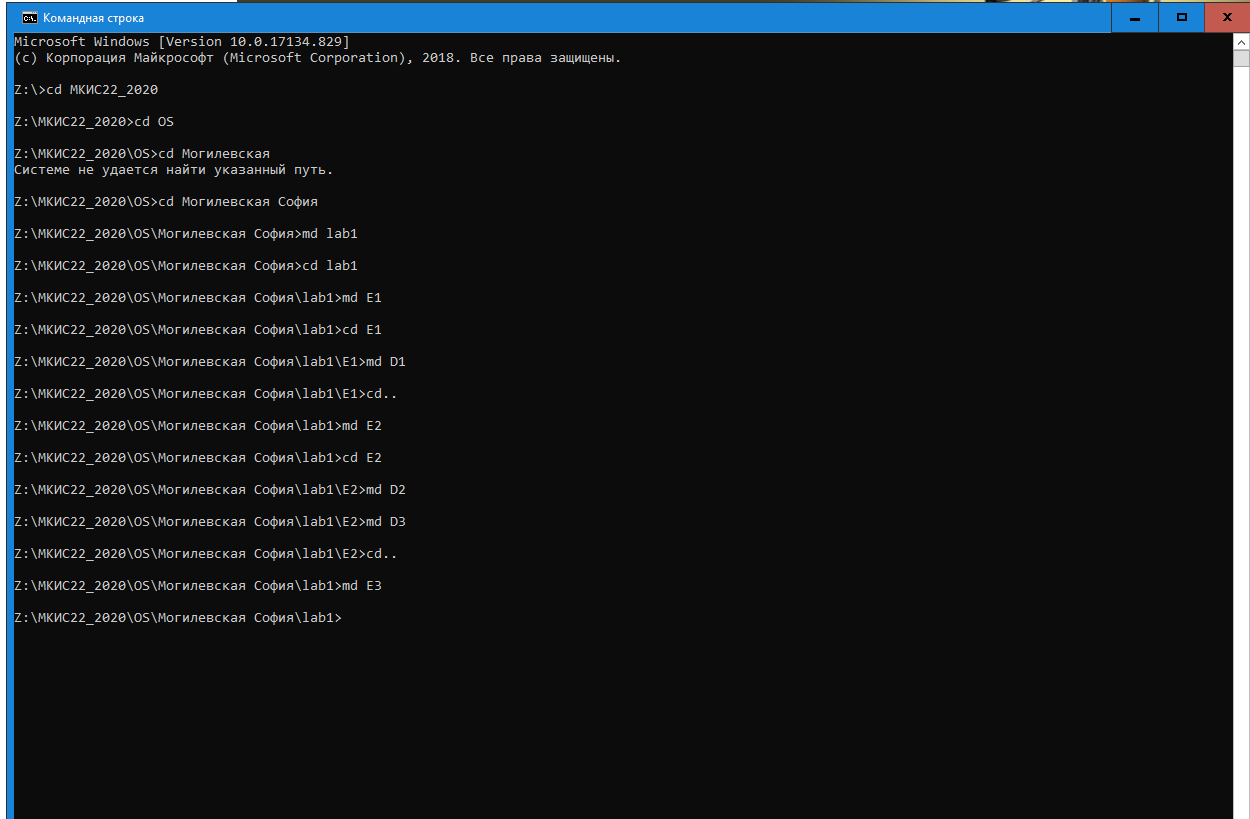 Командная строка
Microsoft Windows [Version 10.0.17134.829]
(c) Корпорация Майкрософт (Microsoft Corporation), 2018. Все права защищены.
Z:\>cd МКИС22_2020
Z:\МКИС22_2020>cd OS
Z:\МКИС22_2020\OS>cd Могилевская
Системе не удается найти указанный путь.
Z:\МКИС22_2020\OS>cd Могилевская София
Z:\МКИС22_2020\OS\Могилевская София>md lab1
Z:\МКИС22_2020\OS\Могилевская София>cd lab1
Z:\МКИС22_2020\OS\Могилевская София\lab1>md E1
Z:\МКИС22_2020\OS\Могилевская София\lab1>cd E1
Z:\МКИС22_2020\OS\Могилевская София\lab1\E1>md D1
Z:\МКИС22_2020\OS\Могилевская София\lab1\E1>cd..
Z:\МКИС22_2020\OS\Могилевская София\lab1>md E2
Z:\МКИС22_2020\OS\Могилевская София\lab1>cd E2
Z:\МКИС22_2020\OS\Могилевская София\lab1\E2>md D2
Z:\МКИС22_2020\OS\Могилевская София\lab1\E2>md D3
Z:\МКИС22_2020\OS\Могилевская София\lab1\E2>cd..
Z:\МКИС22_2020\OS\Могилевская София\lab1>md E3
Z:\МКИС22_2020\OS\Могилевская София\lab1>